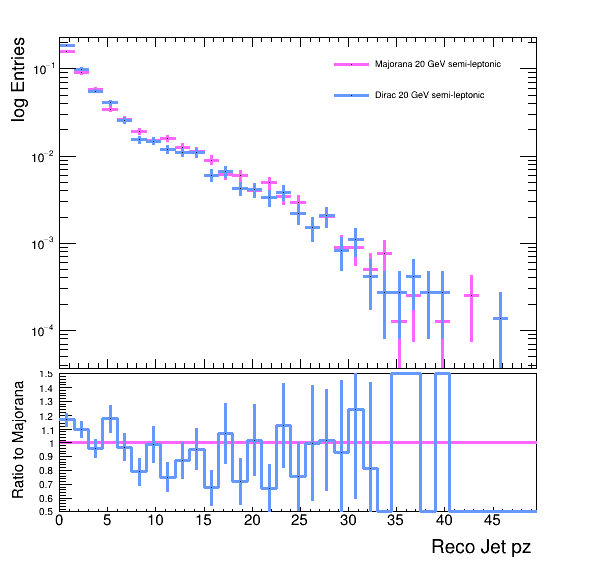 log Entries
10⁻¹
10⁻²
10⁻³
10⁻⁴
Majorana 20 GeV semi-leptonic
Dirac 20 GeV semi-leptonic
Ratio to Majorana
1.5
1.4
1.3
1.2
1.1
1
0.9
0.8
0.7
0.6
0.5
0 5 10 15 20 25 30 35 40 45
Reco Jet pz